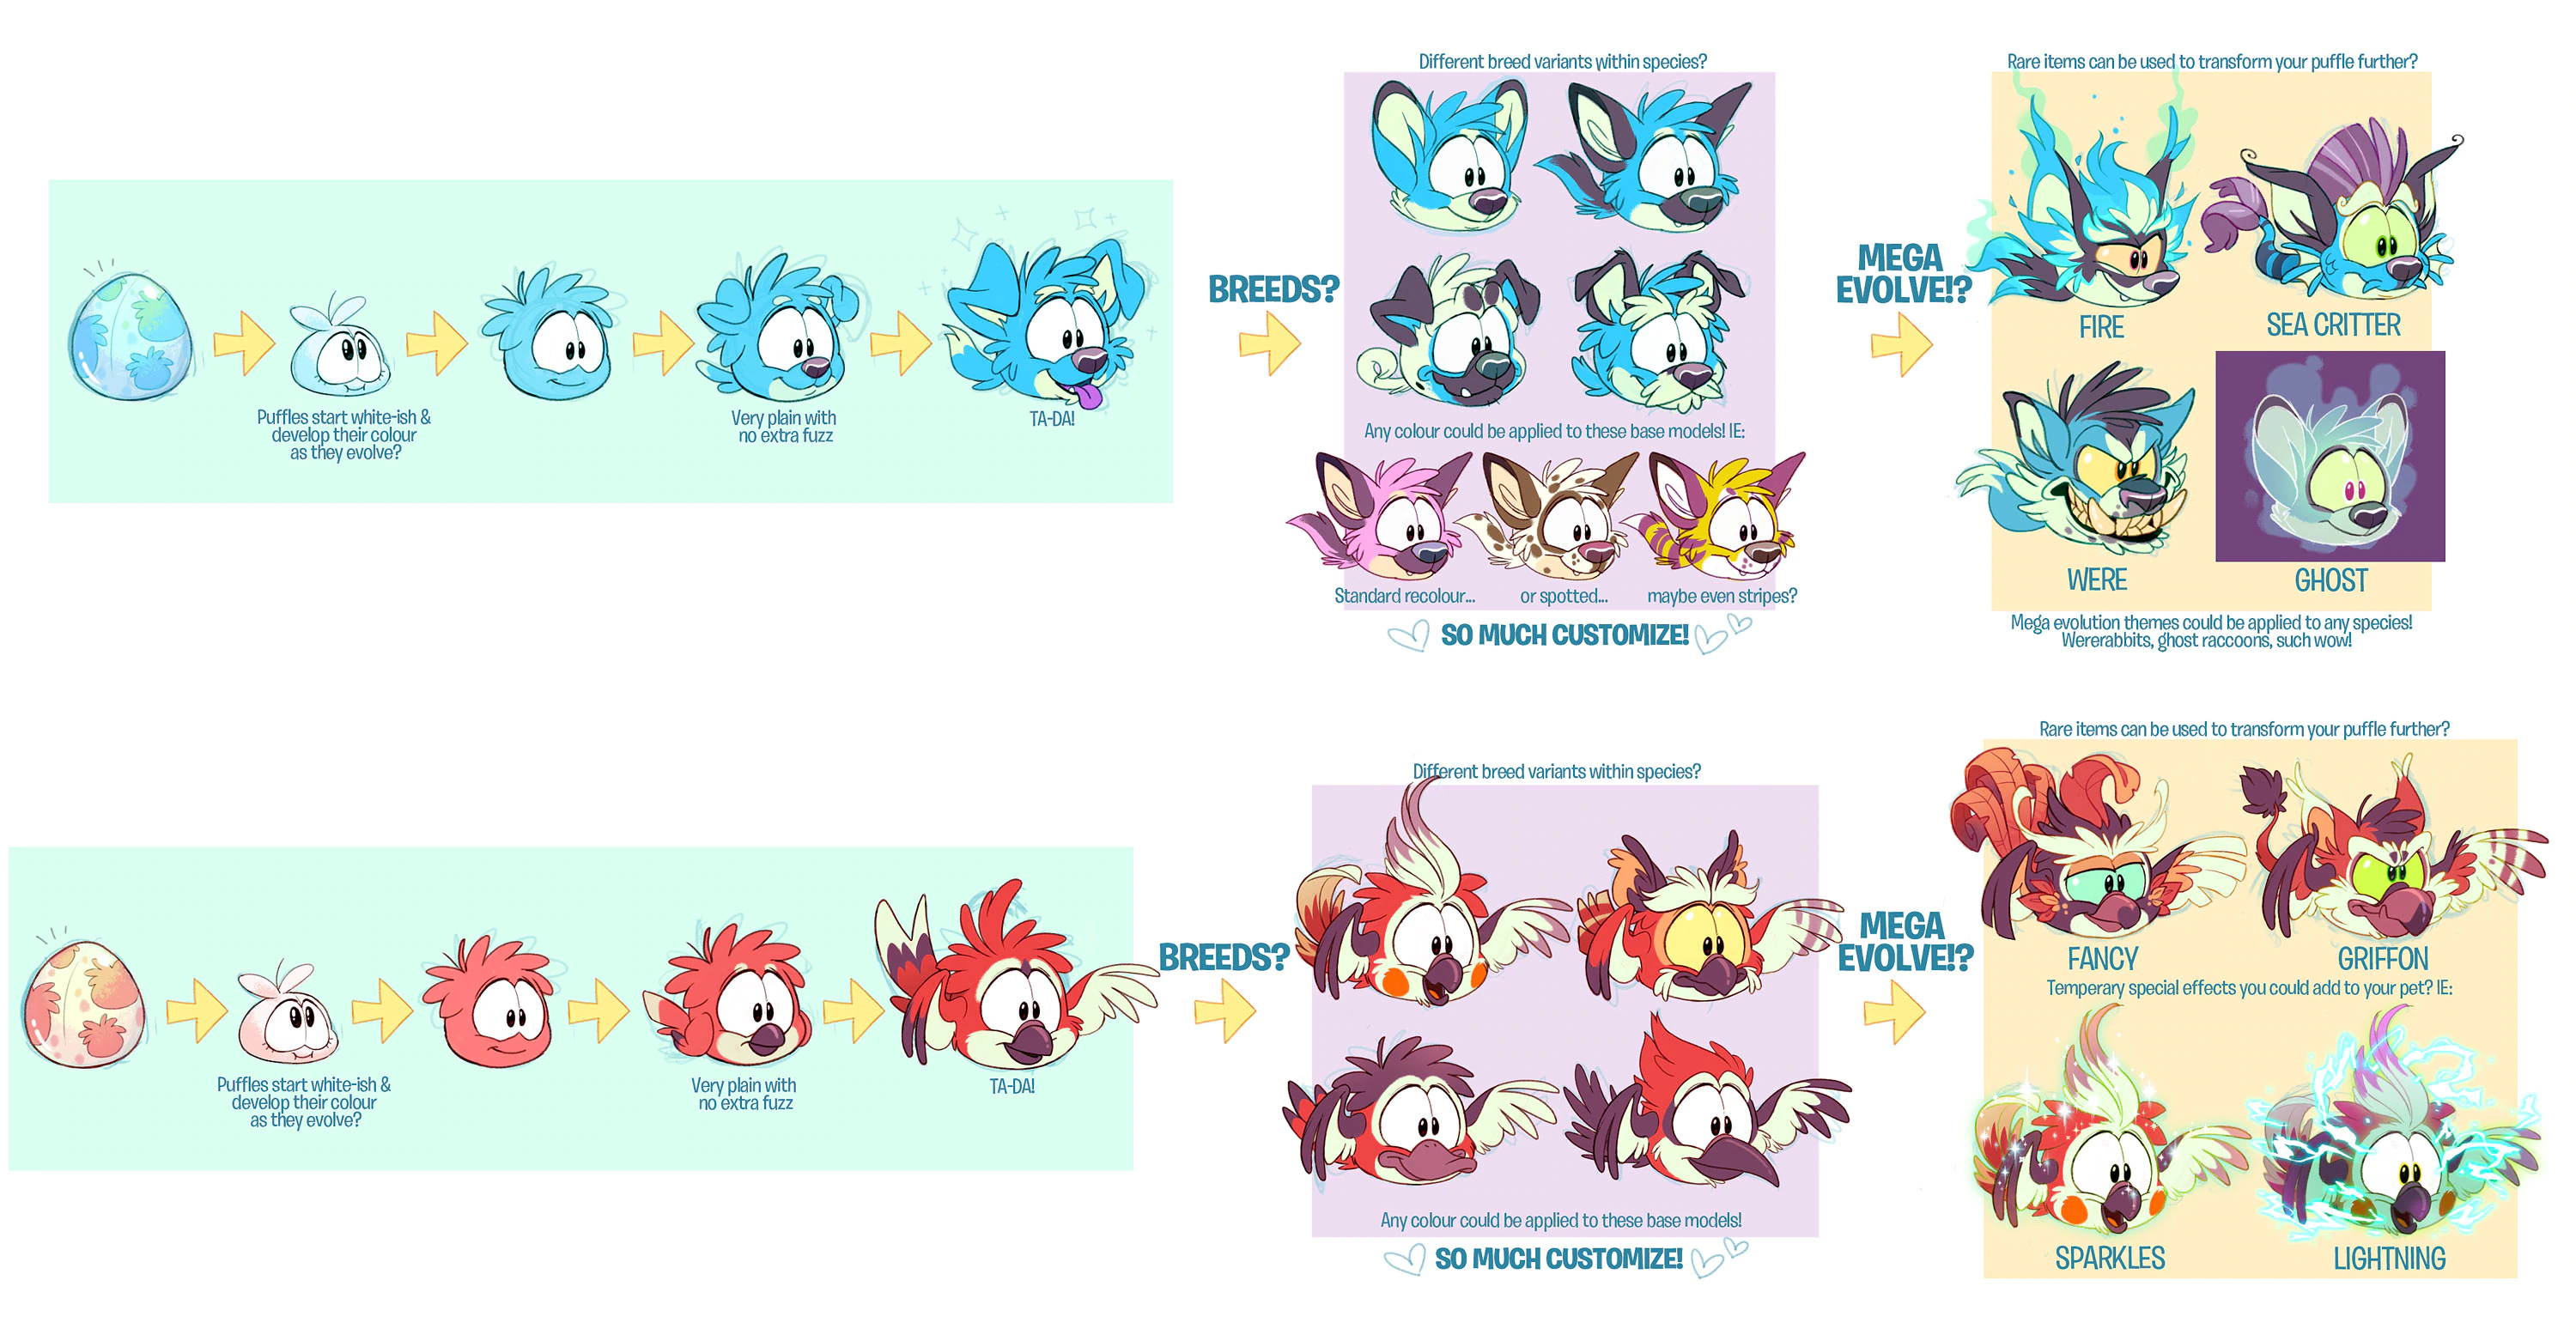 Different breed variants within species?
Rare items can be used to transform your puffle further?
BREEDS?
MEGA
EVOLVE!?
FIRE
SEA CRITTER
Puffles start white-ish &
develop their colour
as they evolve?
Very plain with
no extra fuzz
TA-DA!
Any colour could be applied to these base models! IE:
Standard recolour...
or spotted...
maybe even stripes?
SO MUCH CUSTOMIZE!
WERE
GHOST
Mega evolution themes could be applied to any species!
Wererabbits, ghost raccoons, such wow!
Different breed variants within species?
Rare items can be used to transform your puffle further?
BREEDS?
MEGA
EVOLVE!?
FANCY
GRIFFON
Temperary special effects you could add to your pet? IE:
Puffles start white-ish &
develop their colour
as they evolve?
Very plain with
no extra fuzz
TA-DA!
Any colour could be applied to these base models!
SO MUCH CUSTOMIZE!
SPARKLES
LIGHTNING